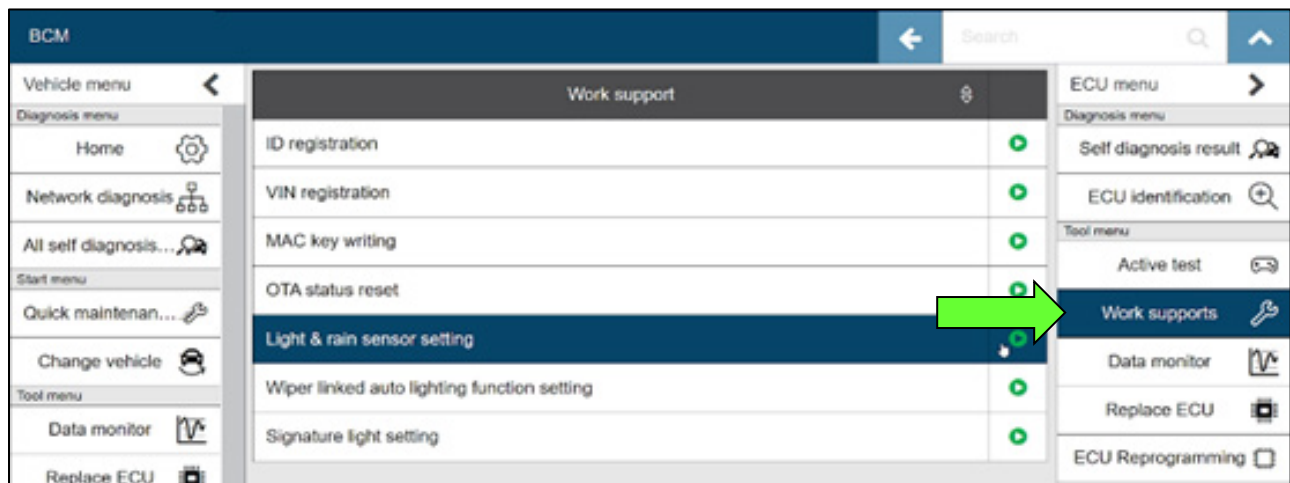 BCM
Search
Vehicle menu
Diagnosis menu
Home
Network diagnosis
All self diagnosis...
Start menu
Quick maintenan...
Change vehicle
Tool menu
Data monitor
Replace ECU
Work support
ID registration
VIN registration
MAC key writing
OTA status reset
Light & rain sensor setting
Wiper linked auto lighting function setting
Signature light setting
ECU menu
Diagnosis menu
Self diagnosis result
ECU identification
Tool menu
Active test
Work supports
Data monitor
Replace ECU
ECU Reprogramming